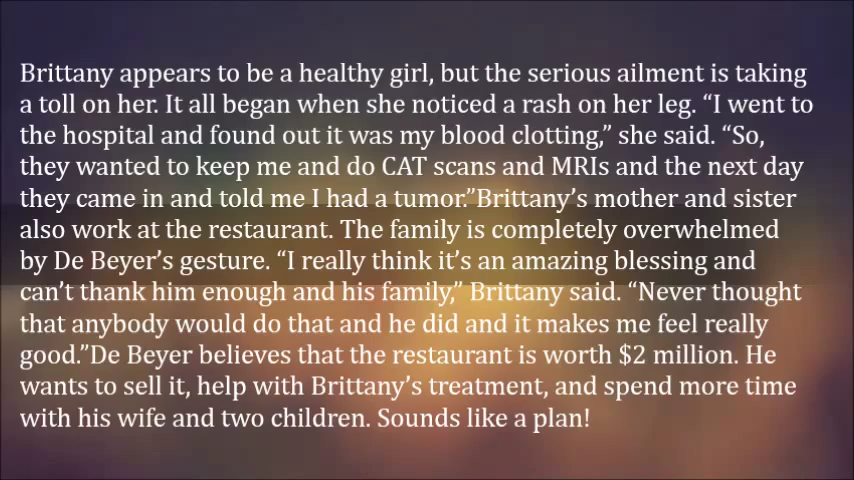 Brittany appears to be a healthy girl, but the serious ailment is taking
a toll on her. It all began when she noticed a rash on her leg. “I went to
the hospital and found out it was my blood clotting,” she said. “So,
they wanted to keep me and do CAT scans and MRIs and the next day
they came in and told me I had a tumor.”Brittany’s mother and sister
also work at the restaurant. The family is completely overwhelmed
by De Beyer’s gesture. “I really think it’s an amazing blessing and
can’t thank him enough and his family,” Brittany said. “Never thought
that anybody would do that and he did and it makes me feel really
good.”De Beyer believes that the restaurant is worth $2 million. He
wants to sell it, help with Brittany’s treatment, and spend more time
with his wife and two children. Sounds like a plan!